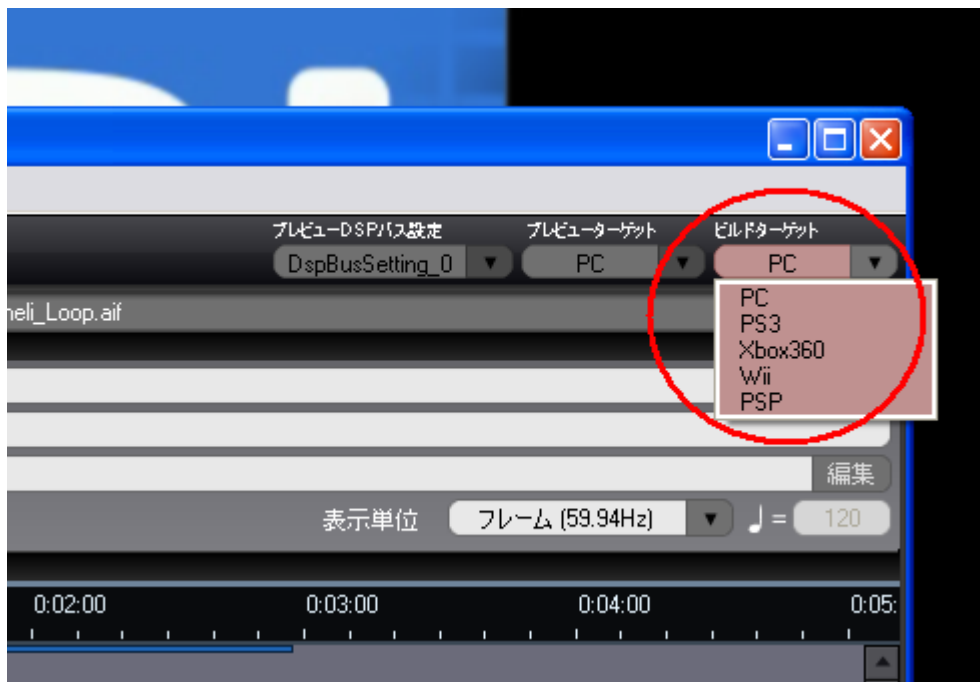 プレビューDSPバス設定 プレビューターゲット ビルドターゲット
DspBusSetting_0 PC PC
PC
neli_Loop.aif
PS3
Xbox360
Wii
PSP
編集
表示単位 フレーム (59.94Hz) = 120
0:02:00 0:03:00 0:04:00 0:05: